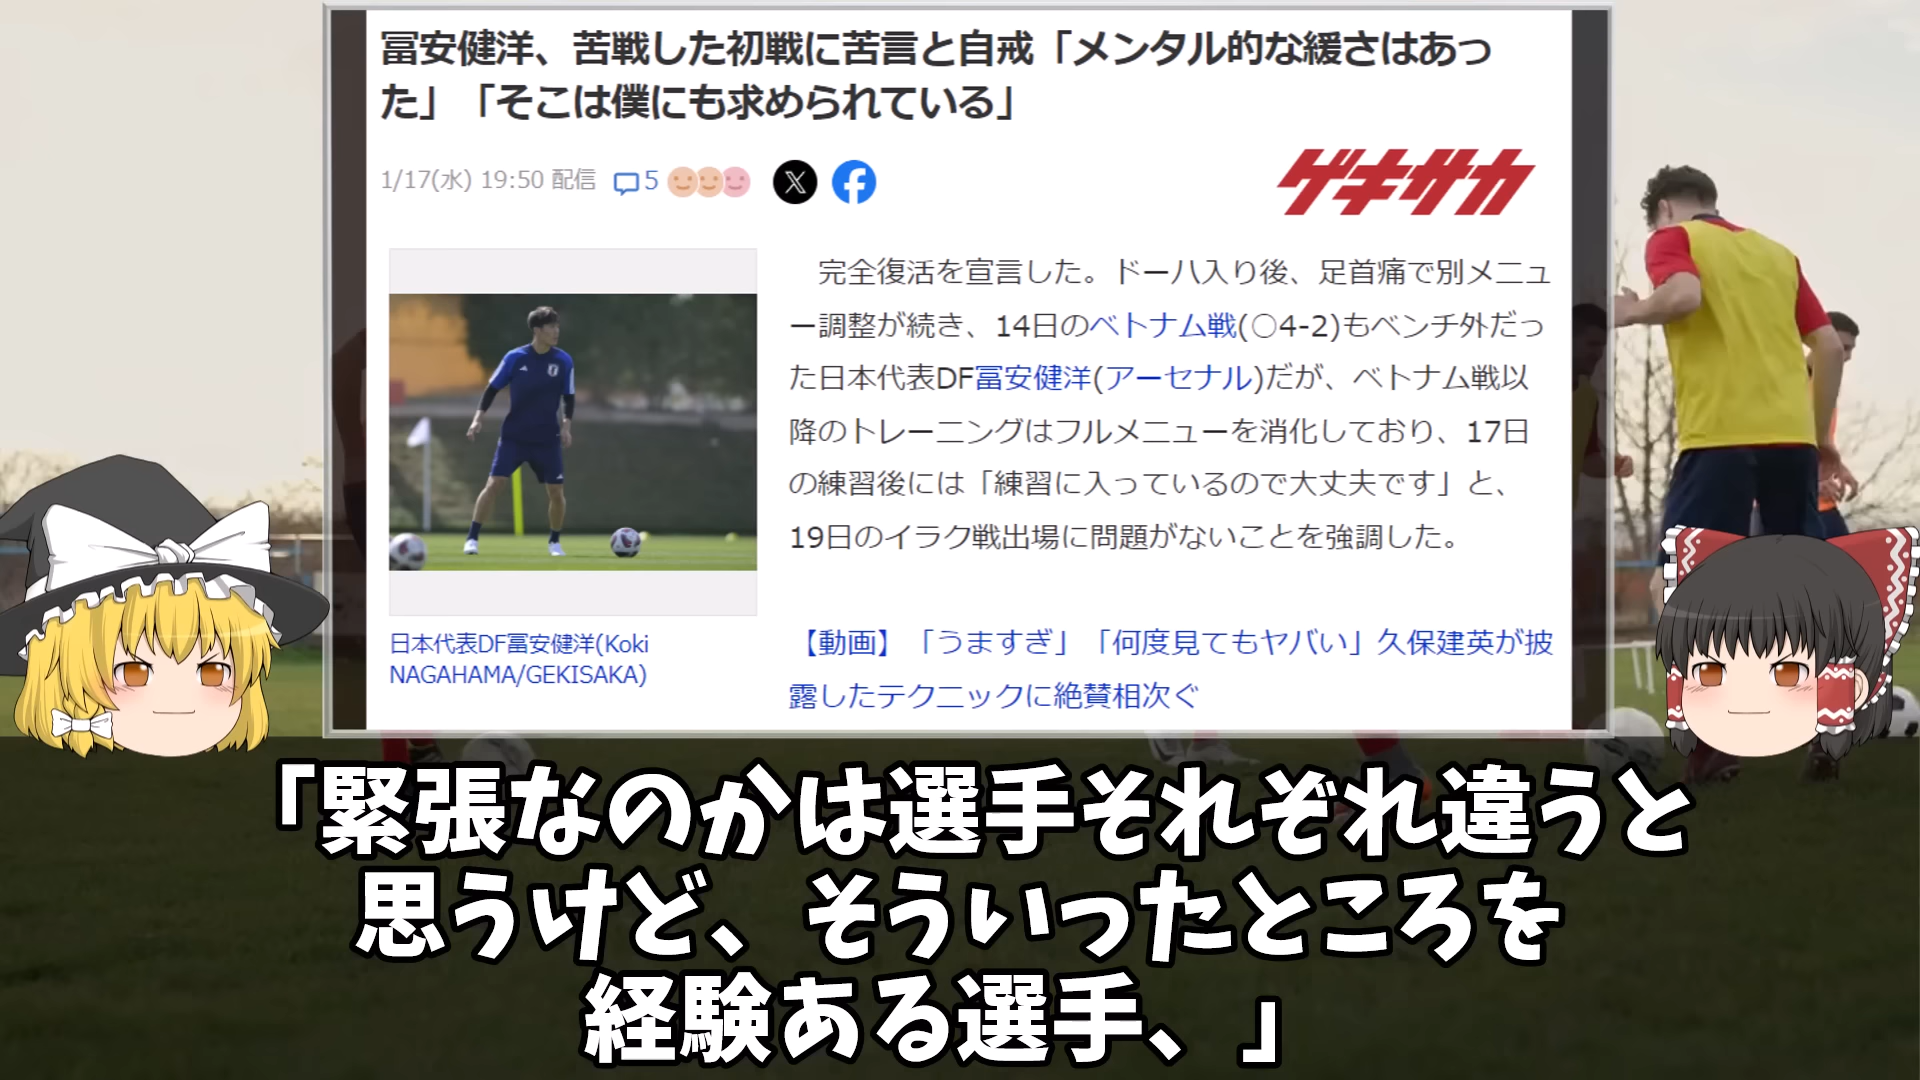 冨安健洋、苦戦した初戦に苦言と自戒「メンタル的な緩さはあっ
た」「そこは僕にも求められている」
1/17(水) 19:50 配信 5
ゲキサカ
完全復活を宣言した。ドーハ入り後、足首痛で別メニュ
ー調整が続き、14日のベトナム戦(○4-2)もベンチ外だっ
た日本代表DF冨安健洋(アーセナル)だが、ベトナム戦以
降のトレーニングはフルメニューを消化しており、17日
の練習後には「練習に入っているので大丈夫です」と、
19日のイラク戦出場に問題がないことを強調した。
日本代表DF冨安健洋(Koki
NAGAHAMA/GEKISAKA)
【動画】「うますぎ」「何度見てもヤバい」久保建英が披
露したテクニックに絶賛相次ぐ
「緊張なのかは選手それぞれ違うと
思うけど、そういったところを
経験ある選手、」